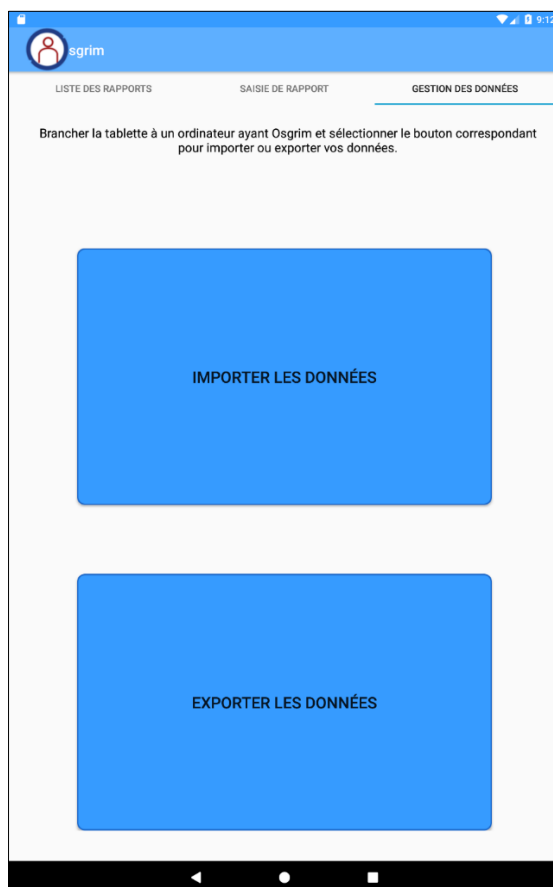 9:12
sgrim
LISTE DES RAPPORTS SAISIE DE RAPPORT GESTION DES DONNÉES
Brancher la tablette à un ordinateur ayant Osgrim et sélectionner le bouton correspondant
pour importer ou exporter vos données.
IMPORTER LES DONNÉES
EXPORTER LES DONNÉES